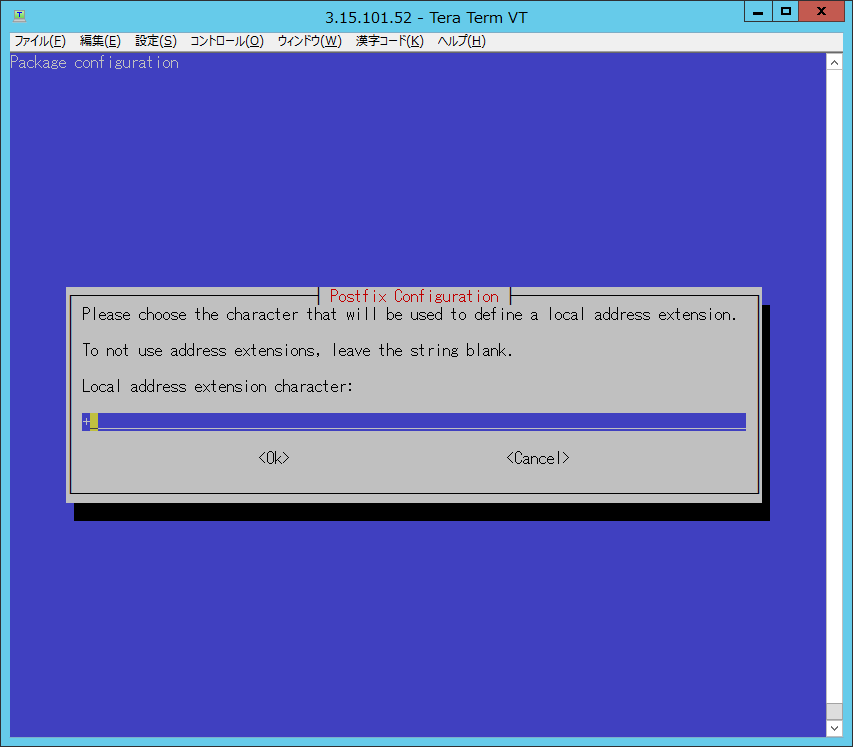 3.15.101.52 - Tera Term VT
ファイル(F) 編集(E) 設定(S) コントロール(O) ウィンドウ(W) 漢字コード(K) ヘルプ(H)
Package configuration
Postfix Configuration
Please choose the character that will be used to define a local address extension.
To not use address extensions, leave the string blank.
Local address extension character:
+
<Ok> <Cancel>